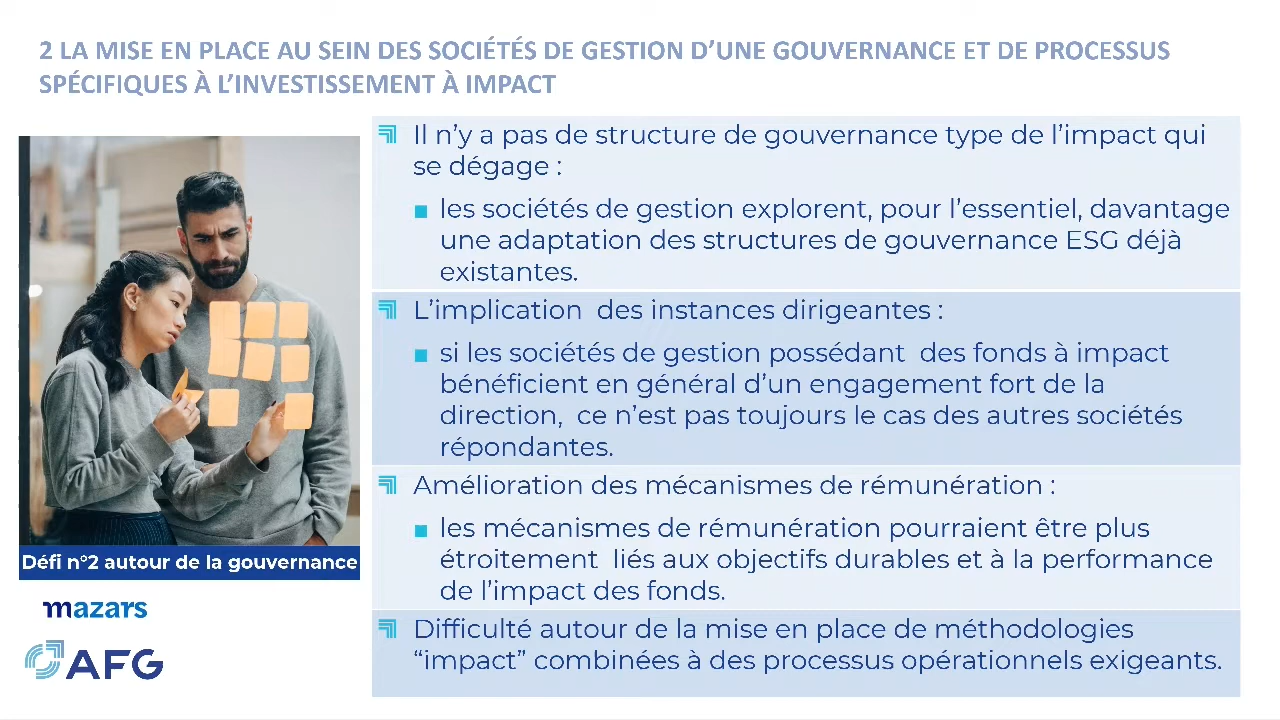 2 LA MISE EN PLACE AU SEIN DES SOCIÉTÉS DE GESTION D’UNE GOUVERNANCE ET DE PROCESSUS
SPÉCIFIQUES À L’INVESTISSEMENT À IMPACT
Il n’y a pas de structure de gouvernance type de l’impact qui
se dégage :
les sociétés de gestion explorent, pour l’essentiel, davantage
une adaptation des structures de gouvernance ESG déjà
existantes.
L’implication des instances dirigeantes :
si les sociétés de gestion possédant des fonds à impact
bénéficient en général d’un engagement fort de la
direction, ce n’est pas toujours le cas des autres sociétés
répondantes.
Amélioration des mécanismes de rémunération :
les mécanismes de rémunération pourraient être plus
étroitement liés aux objectifs durables et à la performance
de l’impact des fonds.
Difficulté autour de la mise en place de méthodologies
“impact” combinées à des processus opérationnels exigeants.
Défi n°2 autour de la gouvernance
mazars
AFG